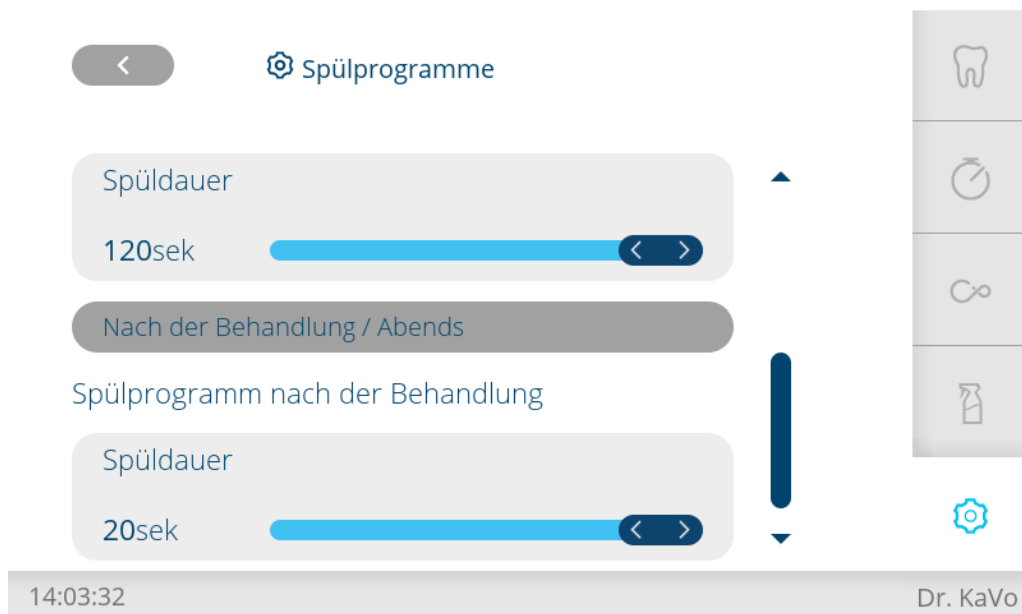 Spülprogramme
Spüldauer
120sek
Nach der Behandlung / Abends
Spülprogramm nach der Behandlung
Spüldauer
20sek
14:03:32
Dr. KaVo